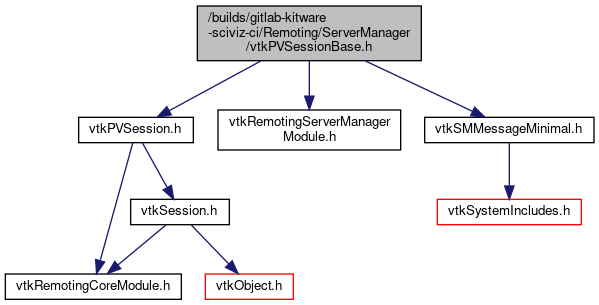 /builds/gitlab-kitware
-sciviz-ci/Remoting/ServerManager
/vtkPVSessionBase.h
vtkPVSession.h
vtkRemotingServerManager
Module.h
vtkSMMessageMinimal.h
vtkSession.h
vtkSystemIncludes.h
vtkRemotingCoreModule.h
vtkObject.h